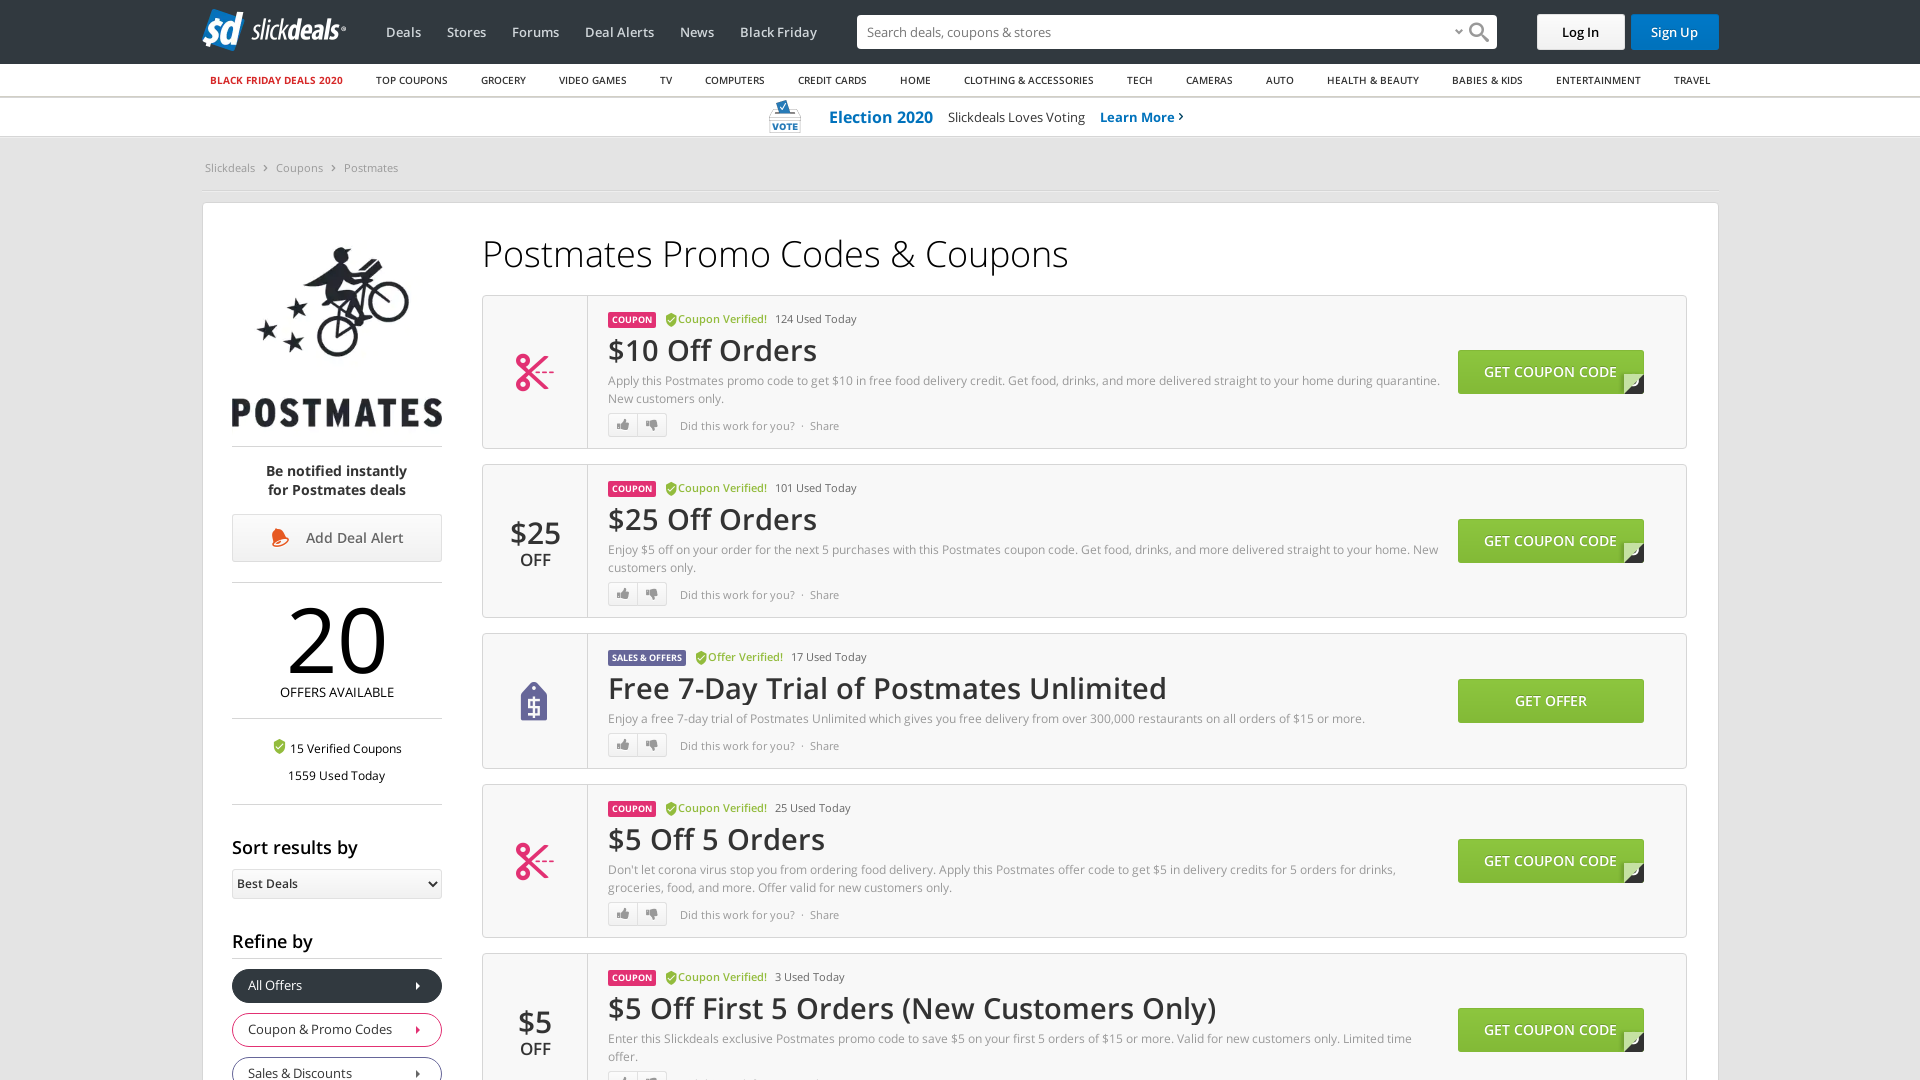 slickdeals
Deals
Stores
Forums
Deal Alerts
News
Black Friday
Search deals, coupons & stores
Log In
Sign Up
BLACK FRIDAY DEALS 2020
TOP COUPONS
GROCERY
VIDEO GAMES
TV
COMPUTERS
CREDIT CARDS
HOME
CLOTHING & ACCESSORIES
TECH
CAMERAS
AUTO
HEALTH & BEAUTY
BABIES & KIDS
ENTERTAINMENT
TRAVEL
VOTE
Election 2020
Slickdeals Loves Voting
Learn More
Slickdeals > Coupons > Postmates
POSTMATES
Be notified instantly
for Postmates deals
Add Deal Alert
20
OFFERS AVAILABLE
15 Verified Coupons
1559 Used Today
Sort results by
Best Deals
Refine by
All Offers
Coupon & Promo Codes
Sales & Discounts
Postmates Promo Codes & Coupons
COUPON Coupon Verified! 124 Used Today
$10 Off Orders
Apply this Postmates promo code to get $10 in free food delivery credit. Get food, drinks, and more delivered straight to your home during quarantine.
New customers only.
Did this work for you? · Share
GET COUPON CODE
$25
OFF
COUPON Coupon Verified! 101 Used Today
$25 Off Orders
Enjoy $5 off on your order for the next 5 purchases with this Postmates coupon code. Get food, drinks, and more delivered straight to your home. New
customers only.
Did this work for you? · Share
GET COUPON CODE
SALES & OFFERS Offer Verified! 17 Used Today
Free 7-Day Trial of Postmates Unlimited
Enjoy a free 7-day trial of Postmates Unlimited which gives you free delivery from over 300,000 restaurants on all orders of $15 or more.
Did this work for you? · Share
GET OFFER
COUPON Coupon Verified! 25 Used Today
$5 Off 5 Orders
Don't let corona virus stop you from ordering food delivery. Apply this Postmates offer code to get $5 in delivery credits for 5 orders for drinks,
groceries, food, and more. Offer valid for new customers only.
Did this work for you? · Share
GET COUPON CODE
$5
OFF
COUPON Coupon Verified! 3 Used Today
$5 Off First 5 Orders (New Customers Only)
Enter this Slickdeals exclusive Postmates promo code to save $5 on your first 5 orders of $15 or more. Valid for new customers only. Limited time
offer.
GET COUPON CODE